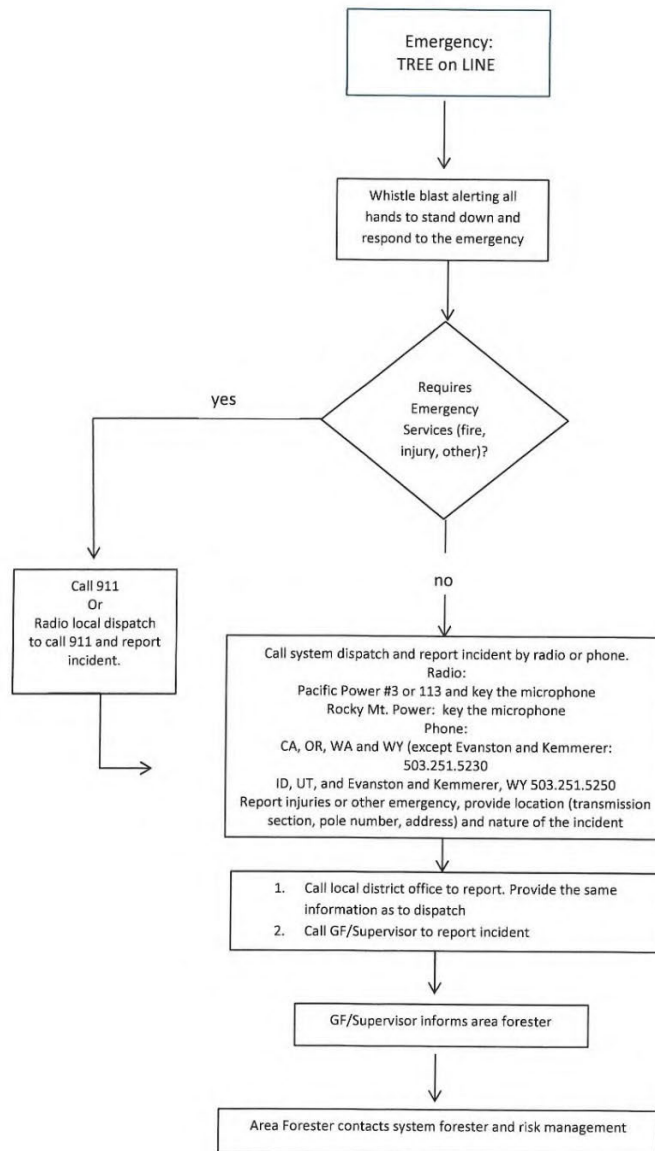 Emergency:
TREE on LINE
Whistle blast alerting all
hands to stand down and
respond to the emergency
Requires
Emergency
Services (fire,
injury, other)?
yes
no
Call 911
Or
Radio local dispatch
to call 911 and report
incident.
Call system dispatch and report incident by radio or phone.
Radio:
Pacific Power #3 or 113 and key the microphone
Rocky Mt. Power: key the microphone
Phone:
CA, OR, WA and WY (except Evanston and Kemmerer:
503.251.5230
ID, UT, and Evanston and Kemmerer, WY 503.251.5250
Report injuries or other emergency, provide location (transmission
section, pole number, address) and nature of the incident
1. Call local district office to report. Provide the same
information as to dispatch
2. Call GF/Supervisor to report incident
GF/Supervisor informs area forester
Area Forester contacts system forester and risk management